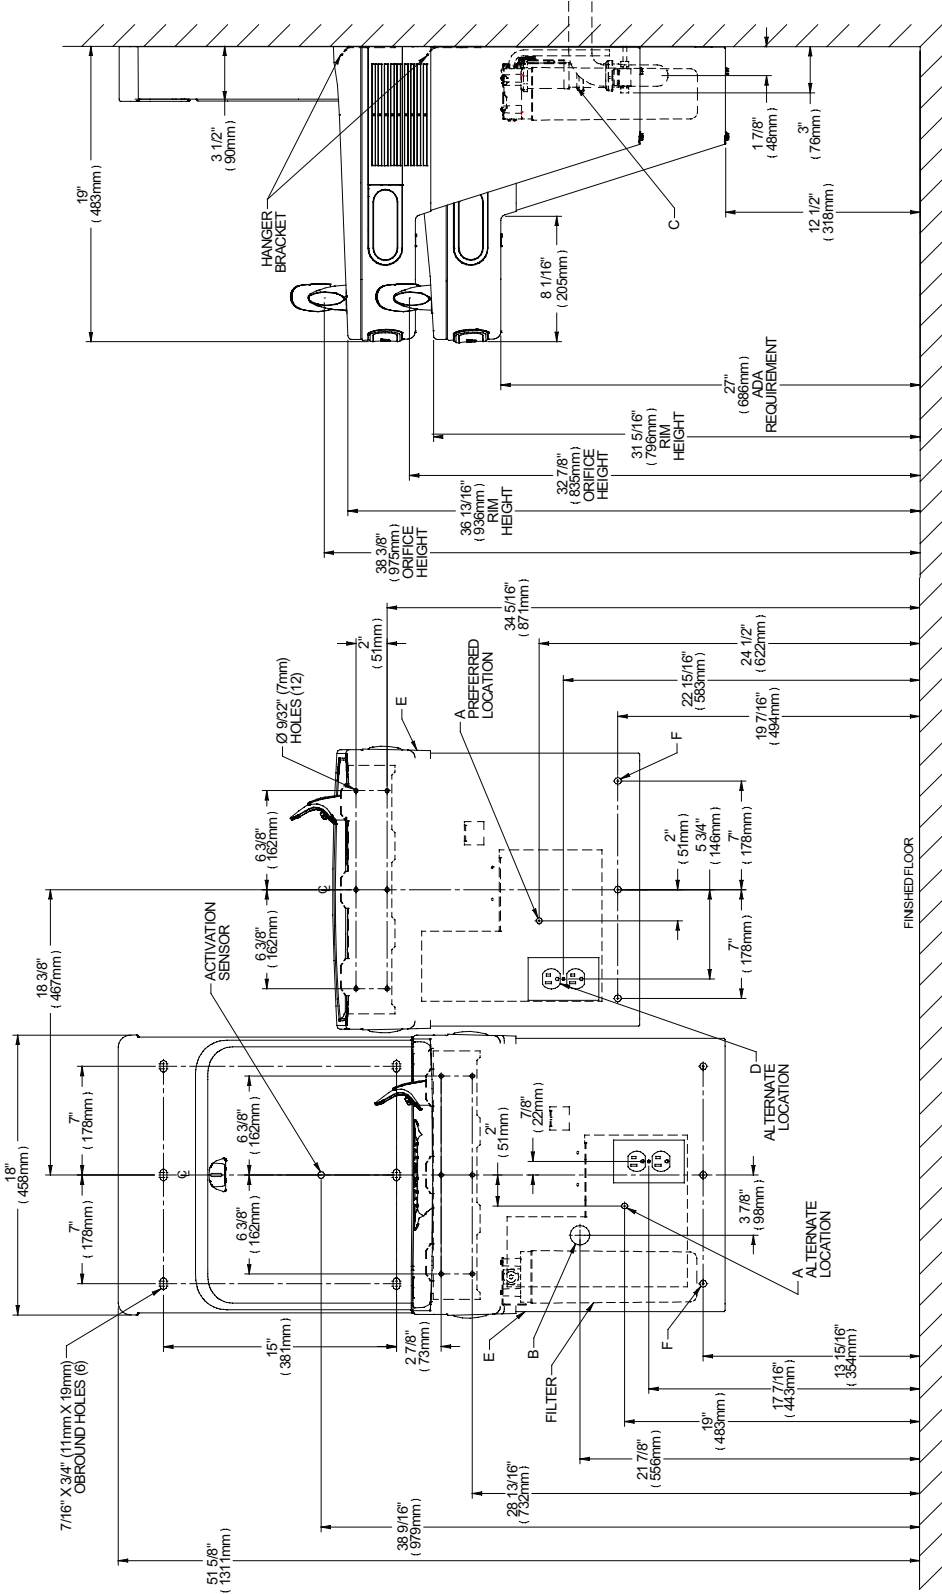 7/16" X 3/4" (11mm X 19mm)
OBROUND HOLES (6)
51 5/8"
( 1311mm )
38 9/16"
( 979mm )
28 13/16"
( 732mm )
21 7/8"
( 556mm )
19"
( 483mm )
17 7/16"
( 443mm )
13 15/16"
( 354mm )
18"
( 458mm )
7"
( 178mm )
7"
( 178mm )
18 3/8"
( 467mm )
15"
( 381mm )
2 7/8"
( 73mm )
6 3/8"
( 162mm )
6 3/8"
( 162mm )
ACTIVATION
SENSOR
E
B
FILTER
F
A
ALTERNATE
LOCATION
2"
( 51mm )
7/8"
( 22mm )
3 7/8"
( 98mm )
D
ALTERNATE
LOCATION
6 3/8"
( 162mm )
6 3/8"
( 162mm )
Ø 9/32" (7mm)
HOLES (12)
2"
( 51mm )
E
A
PREFERRED
LOCATION
F
7"
( 178mm )
7"
( 178mm )
2"
( 51mm )
5 3/4"
( 146mm )
34 5/16"
( 871mm )
24 1/2"
( 622mm )
22 15/16"
( 583mm )
19 7/16"
( 494mm )
FINISHED FLOOR
38 3/8"
( 975mm )
ORIFICE
HEIGHT
36 13/16"
( 936mm )
RIM
HEIGHT
32 7/8"
( 835mm )
ORIFICE
HEIGHT
31 5/16"
( 796mm )
RIM
HEIGHT
27"
( 686mm )
ADA
REQUIREMENT
19"
( 483mm )
3 1/2"
( 90mm )
HANGER
BRACKET
8 1/16"
( 205mm )
C
12 1/2"
( 318mm )
1 7/8"
( 48mm )
3"
( 76mm )